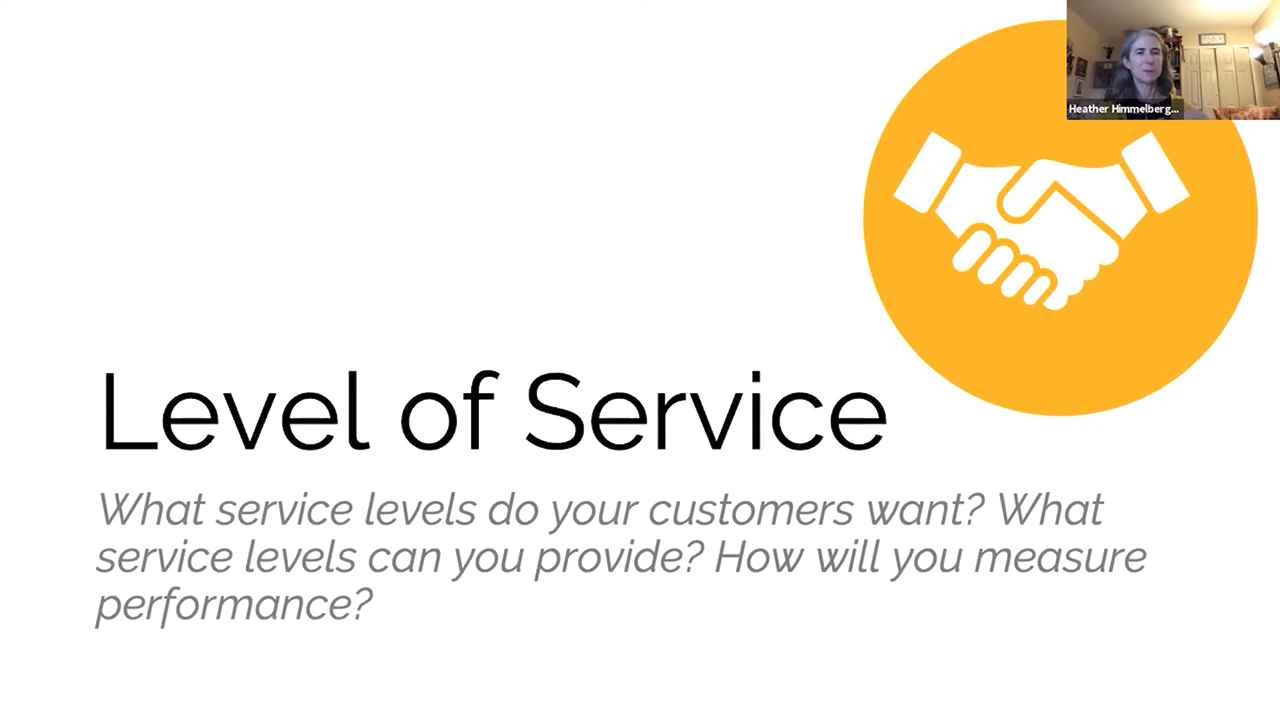 Heather Himmelberg...
Level of Service
What service levels do your customers want? What
service levels can you provide? How will you measure
performance?